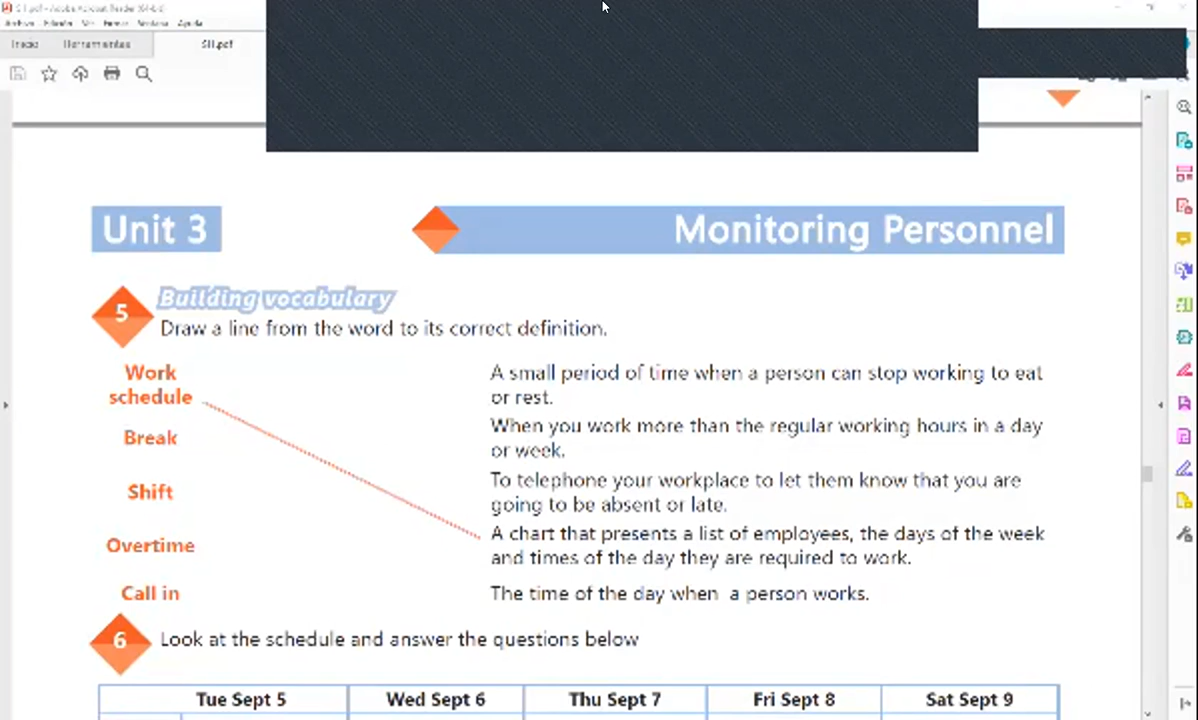 Inicio
Herramientas
SII.pdf
Unit 3
Monitoring Personnel
5
Building vocabulary
Draw a line from the word to its correct definition.
Work
schedule
A small period of time when a person can stop working to eat
or rest.
Break
When you work more than the regular working hours in a day
or week.
Shift
To telephone your workplace to let them know that you are
going to be absent or late.
Overtime
A chart that presents a list of employees, the days of the week
and times of the day they are required to work.
Call in
The time of the day when a person works.
6
Look at the schedule and answer the questions below
Tue Sept 5
Wed Sept 6
Thu Sept 7
Fri Sept 8
Sat Sept 9